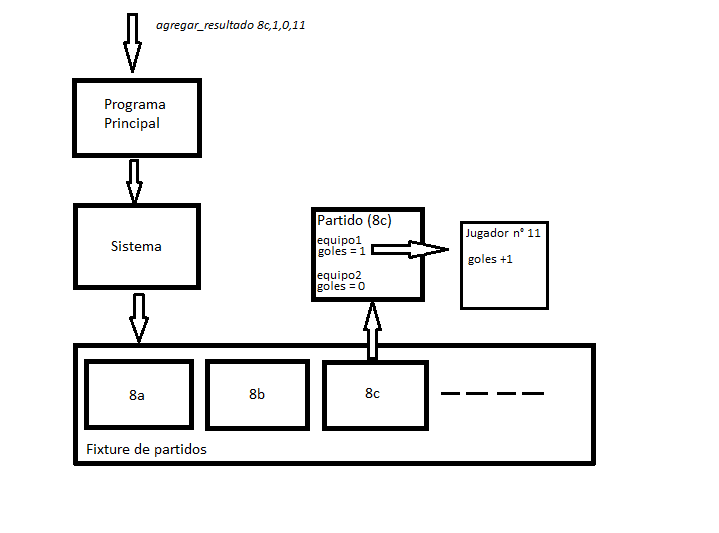 agregar_resultado 8c,1,0,11
Programa
Principal
Sistema
Partido (8c)
equipo1
goles = 1
equipo2
goles = 0
Jugador n° 11
goles +1
8a
8b
8c
Fixture de partidos